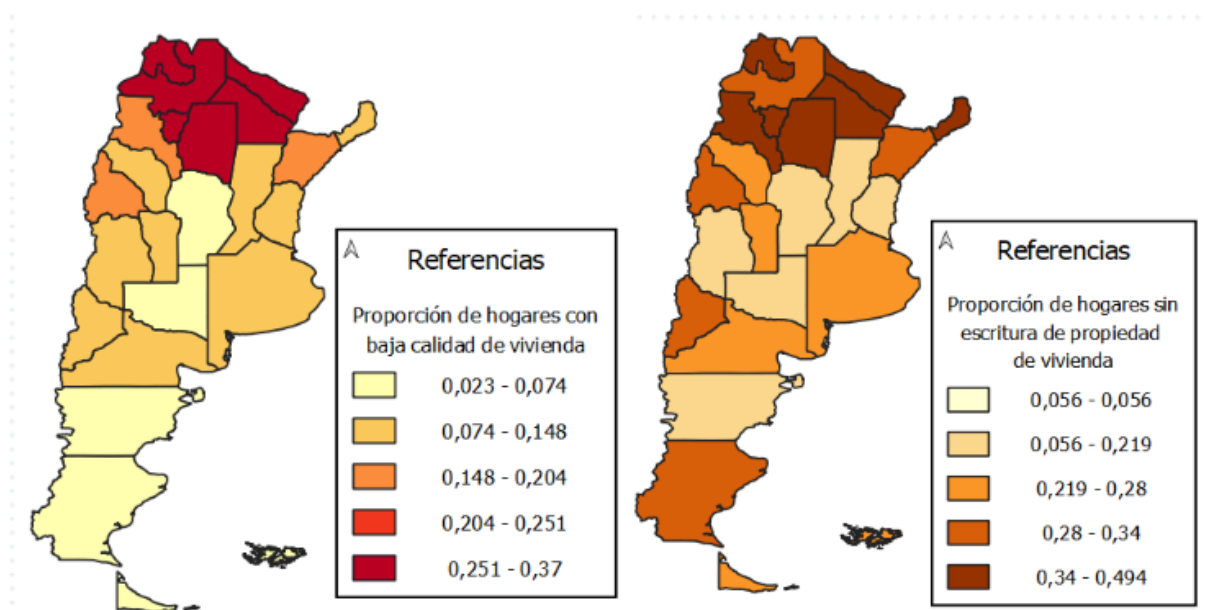 Referencias
Proporción de hogares con
baja calidad de vivienda
0,023 - 0,074
0,074 - 0,148
0,148 - 0,204
0,204 - 0,251
0,251 - 0,37
Referencias
Proporción de hogares sin
escritura de propiedad
de vivienda
0,056 - 0,056
0,056 - 0,219
0,219 - 0,28
0,28 - 0,34
0,34 - 0,494